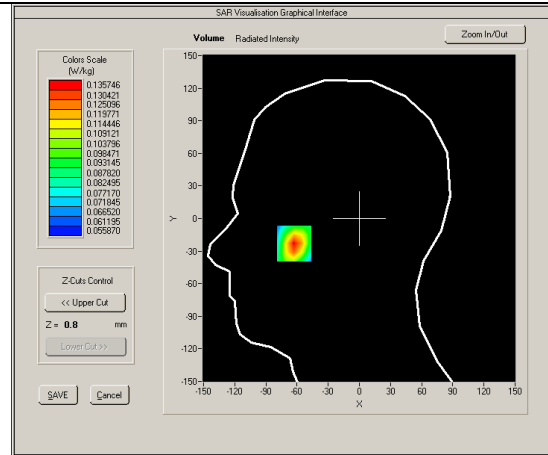 SAR Visualisation Graphical Interface
Volume Radiated Intensity
Zoom In/Out
Colors Scale
(W/kg)
0.135746
0.130421
0.125096
0.119771
0.114446
0.109121
0.103796
0.098471
0.093145
0.087820
0.082495
0.077170
0.071845
0.066520
0.061195
0.055870
Z-Cuts Control
<< Upper Cut
Z = 0.8 mm
Lower Cut >>
SAVE Cancel
150-
120-
90-
60-
30-
0-
-30-
-60-
-90-
-120-
-150-
Y
-150 -120 -90 -60 -30 0 30 60 90 120 150
X